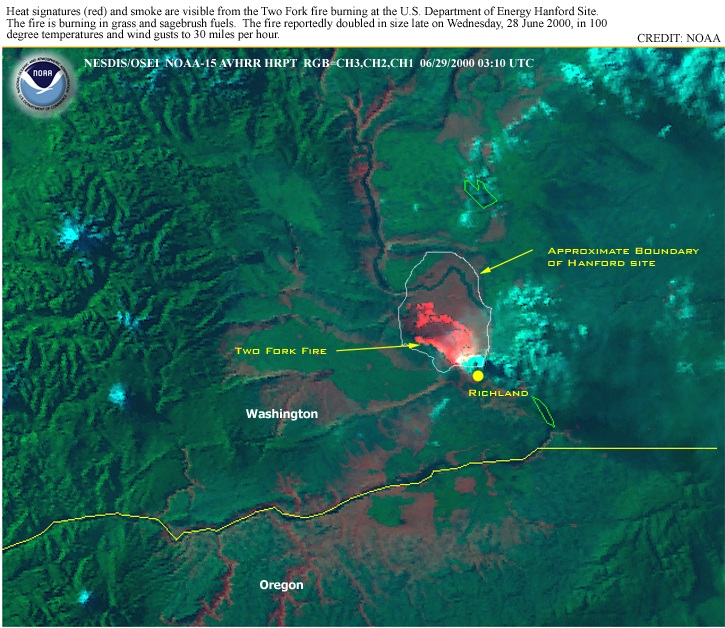 Heat signatures (red) and smoke are visible from the Two Fork fire burning at the U.S. Department of Energy Hanford Site.
The fire is burning in grass and sagebrush fuels.  The fire reportedly doubled in size late on Wednesday, 28 June 2000, in 100
degree temperatures and wind gusts to 30 miles per hour.
CREDIT: NOAA
NESDIS/OSEI  NOAA-15 AVHRR HRPT  RGB=CH3,CH2,CH1  06/29/2000 03:10 UTC
NOAA
Approximate Boundary
of Hanford site
Two Fork Fire
Richland
Washington
Oregon